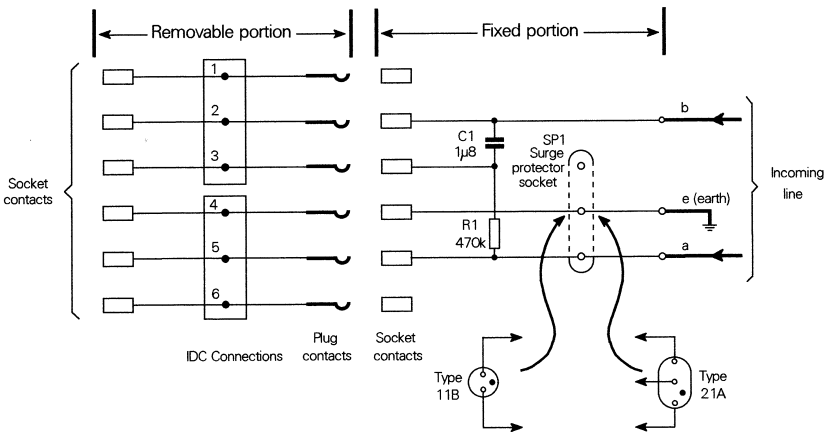 Removable portion
Fixed portion
1
2
3
4
5
6
Socket
contacts
IDC Connections
Plug
contacts
Socket
contacts
C1
1µ8
R1
470k
SP1
Surge
protector
socket
b
e (earth)
a
Incoming
line
Type
11B
Type
21A